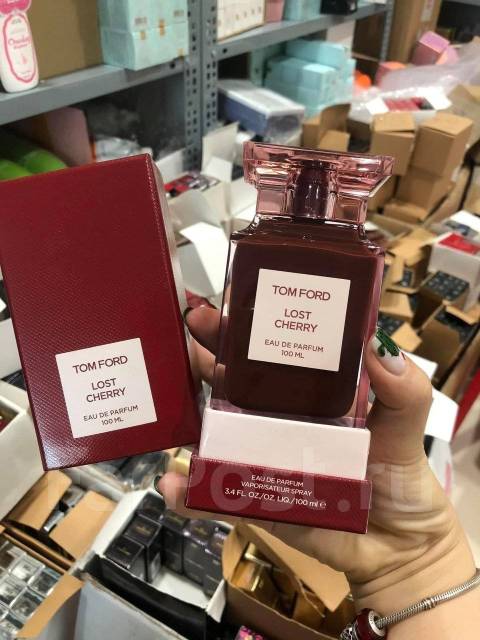 TOM FORD
LOST
CHERRY
EAU DE PARFUM
100 ML
TOM FORD
LOST
CHERRY
EAU DE PARFUM
100 ML
EAU DE PARFUM
VAPORISATEUR SPRAY
3.4 FL. OZ./OZ. LIQ./100 ml e